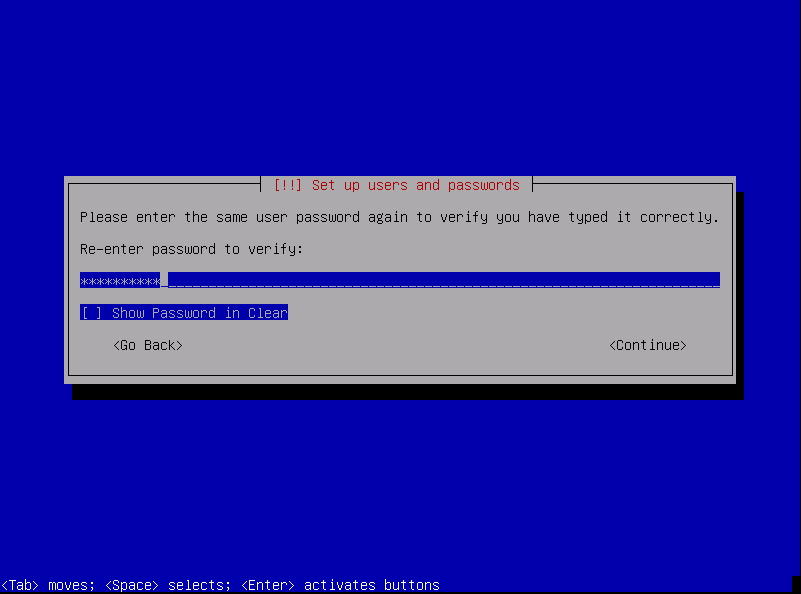 [!!] Set up users and passwords
Please enter the same user password again to verify you have typed it correctly.
Re-enter password to verify:
**********
[ ] Show Password in Clear
<Go Back> <Continue>
<Tab> moves; <Space> selects; <Enter> activates buttons